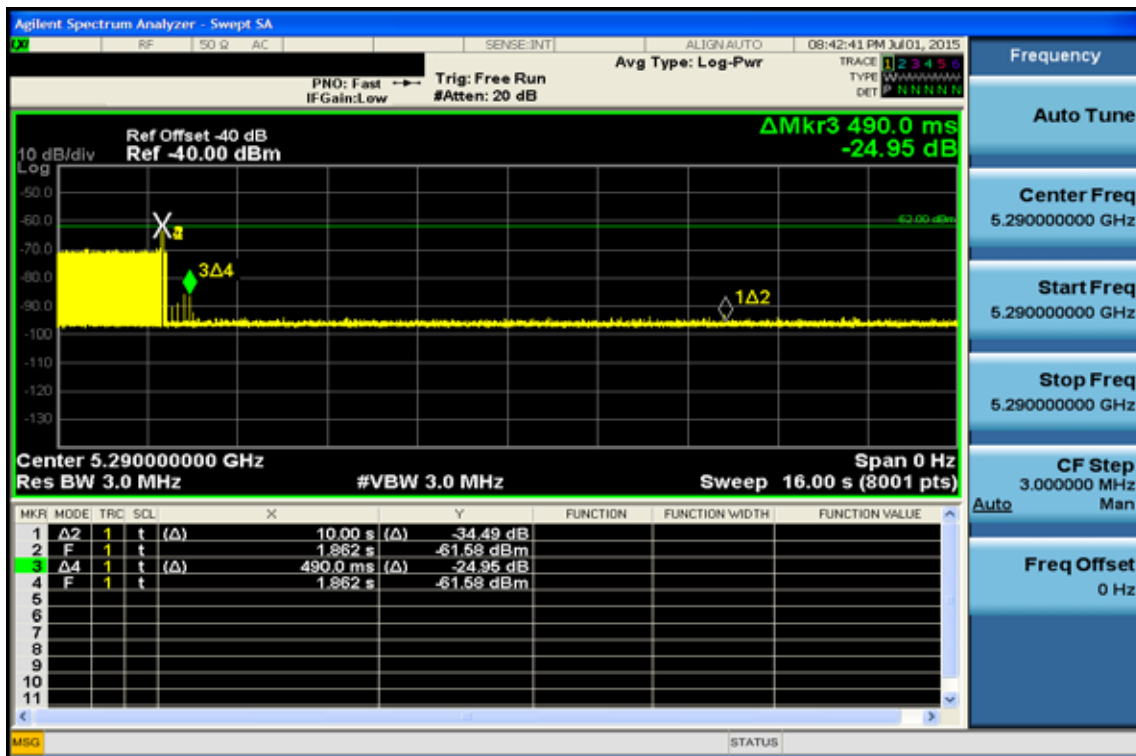 Agilent Spectrum Analyzer - Swept SA
RF 50 Ω AC SENSE:INT ALIGN AUTO 08:42:41 PM Jul 01, 2015
Avg Type: Log-Pwr TRACE 1 2 3 4 5 6
PNO: Fast Trig: Free Run TYPE WWWWWW
IFGain:Low #Atten: 20 dB DET P N N N N N
ΔMkr3 490.0 ms
-24.95 dB
Ref Offset -40 dB
10 dB/div Ref -40.00 dBm
Log
-50.0
-60.0
-62.00 dBm
-70.0
-80.0
-90.0
-100
-110
-120
-130
3Δ4
1Δ2
Center 5.290000000 GHz Span 0 Hz
Res BW 3.0 MHz #VBW 3.0 MHz Sweep 16.00 s (8001 pts)
MKR MODE TRC SCL X Y FUNCTION FUNCTION WIDTH FUNCTION VALUE
1 Δ2 1 t (Δ) 10.00 s (Δ) -34.49 dB
2 F 1 t 1.862 s -61.58 dBm
3 Δ4 1 t (Δ) 490.0 ms (Δ) -24.95 dB
4 F 1 t 1.862 s -61.58 dBm
5
6
7
8
9
10
11
MSG STATUS
Frequency
Auto Tune
Center Freq
5.290000000 GHz
Start Freq
5.290000000 GHz
Stop Freq
5.290000000 GHz
CF Step
3.000000 MHz
Auto Man
Freq Offset
0 Hz